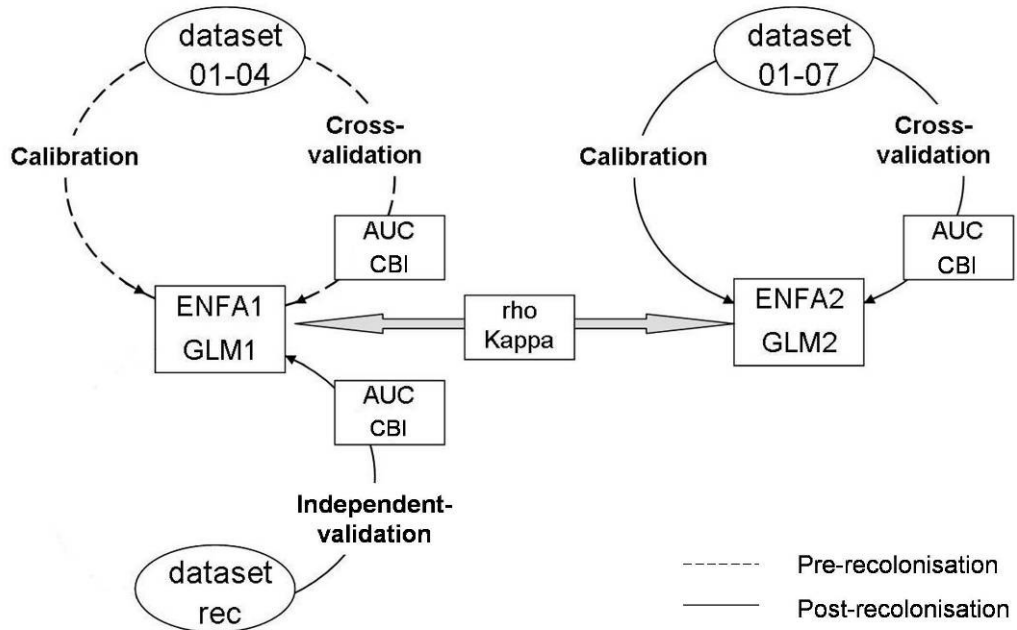 dataset
01-04
Calibration
Cross-
validation
AUC
CBI
ENFA1
GLM1
rho
Kappa
AUC
CBI
Independent-
validation
dataset
rec
dataset
01-07
Calibration
Cross-
validation
AUC
CBI
ENFA2
GLM2
Pre-recolonisation
Post-recolonisation